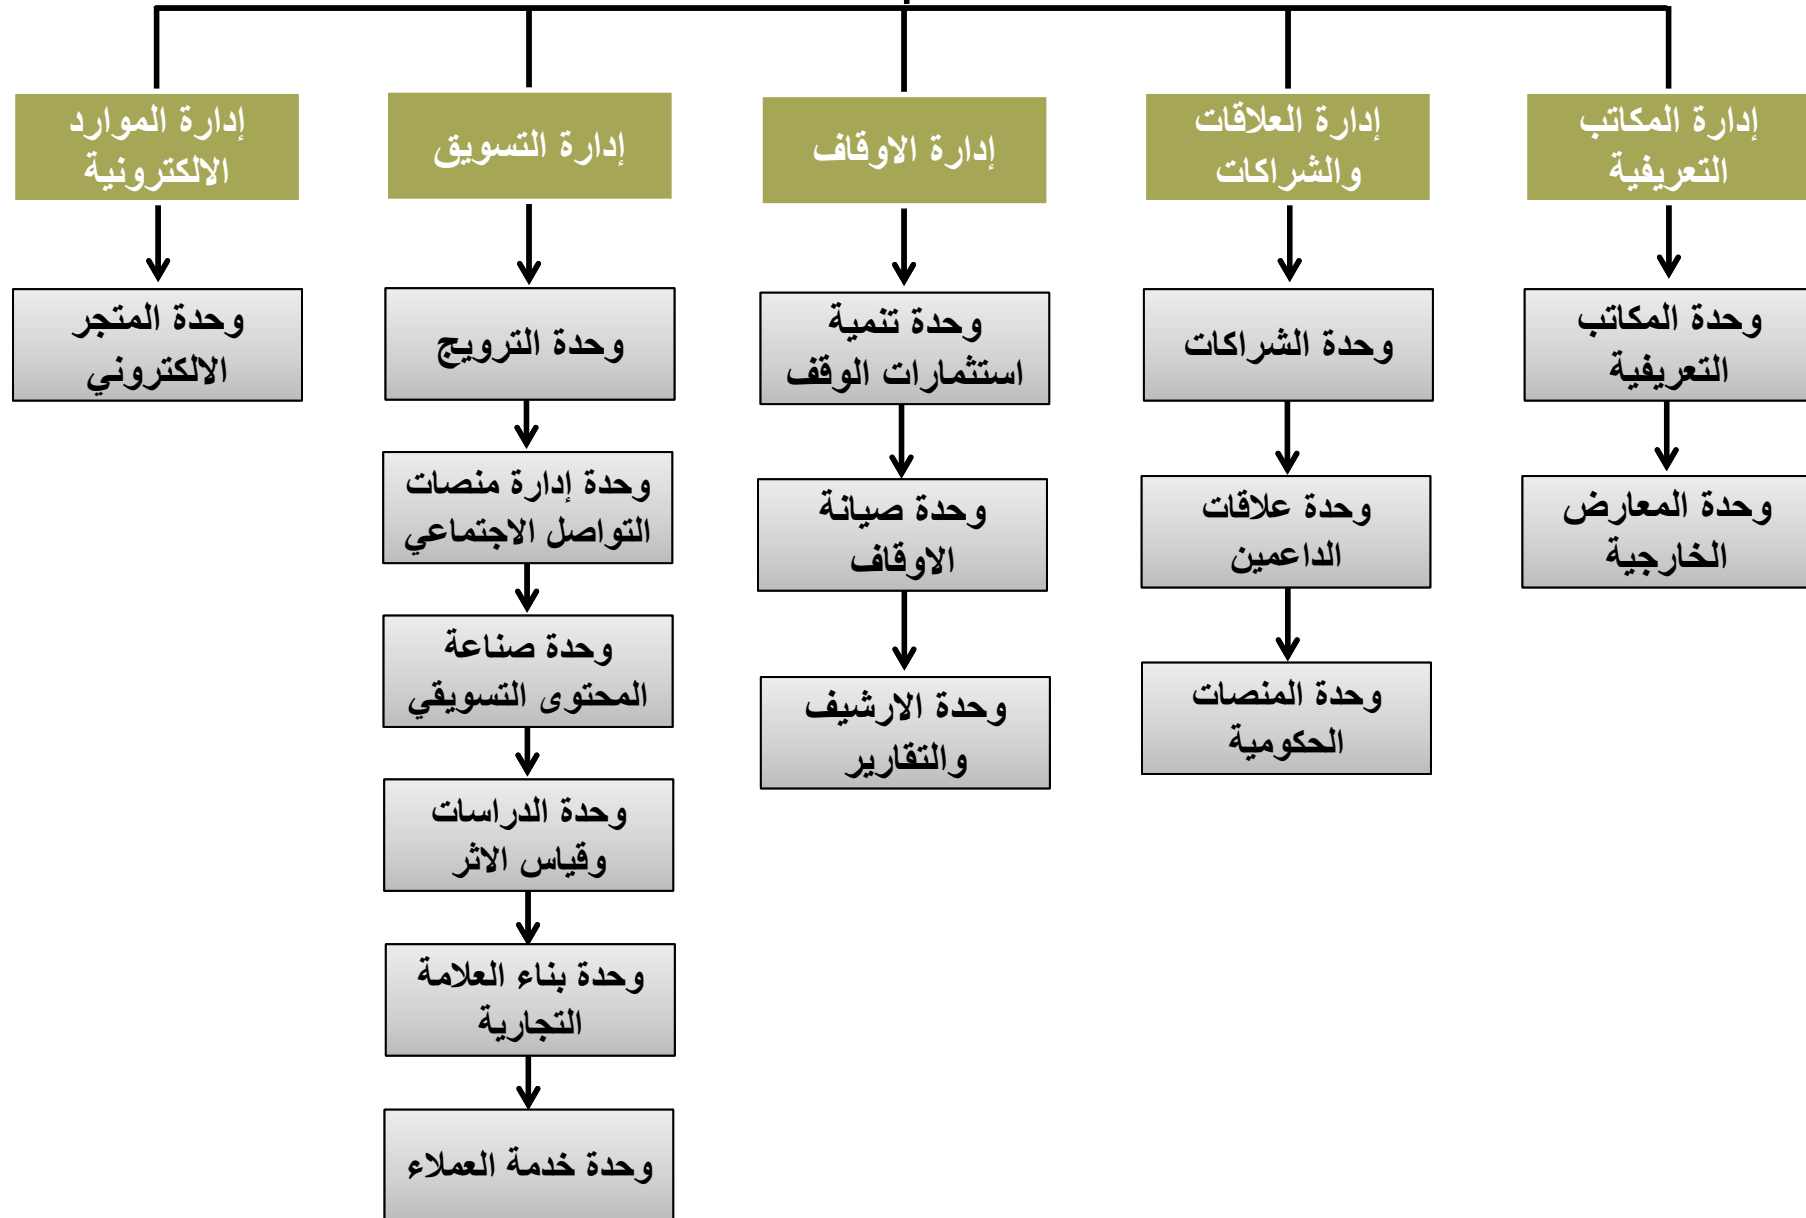 إدارة المكاتب
التعريفية
وحدة المكاتب
التعريفية
وحدة المعارض
الخارجية
إدارة العلاقات
والشراكات
وحدة الشراكات
وحدة علاقات
الداعمين
وحدة المنصات
الحكومية
إدارة الاوقاف
وحدة تنمية
استثمارات الوقف
وحدة صيانة
الاوقاف
وحدة الارشيف
والتقارير
إدارة التسويق
وحدة الترويج
وحدة إدارة منصات
التواصل الاجتماعي
وحدة صناعة
المحتوى التسويقي
وحدة الدراسات
وقياس الاثر
وحدة بناء العلامة
التجارية
وحدة خدمة العملاء
إدارة الموارد
الالكترونية
وحدة المتجر
الالكتروني